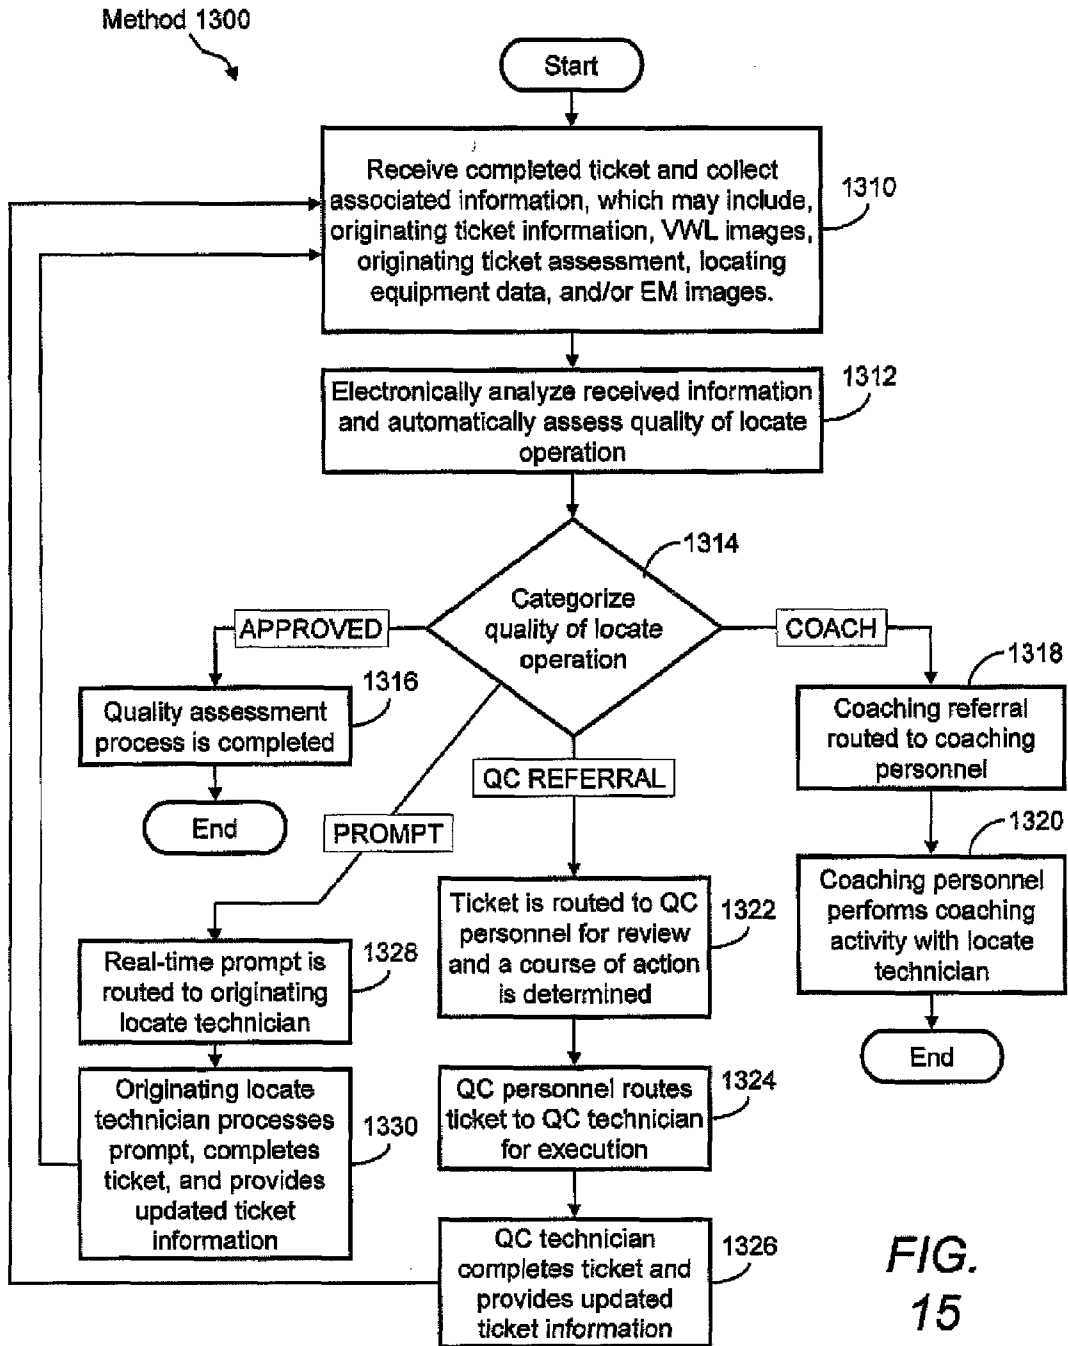 Method 1300
Start
Receive completed ticket and collect
associated information, which may include,
originating ticket information, VWL images,
originating ticket assessment, locating
equipment data, and/or EM images.
1310
Electronically analyze received information
and automatically assess quality of locate
operation
1312
Categorize
quality of locate
operation
1314
APPROVED
COACH
Quality assessment
process is completed
1316
End
PROMPT
QC REFERRAL
Coaching referral
routed to coaching
personnel
1318
Coaching personnel
performs coaching
activity with locate
technician
1320
End
Real-time prompt is
routed to originating
locate technician
1328
Originating locate
technician processes
prompt, completes
ticket, and provides
updated ticket
information
1330
Ticket is routed to QC
personnel for review
and a course of action
is determined
1322
QC personnel routes
ticket to QC technician
for execution
1324
QC technician
completes ticket and
provides updated
ticket information
1326
FIG.
15